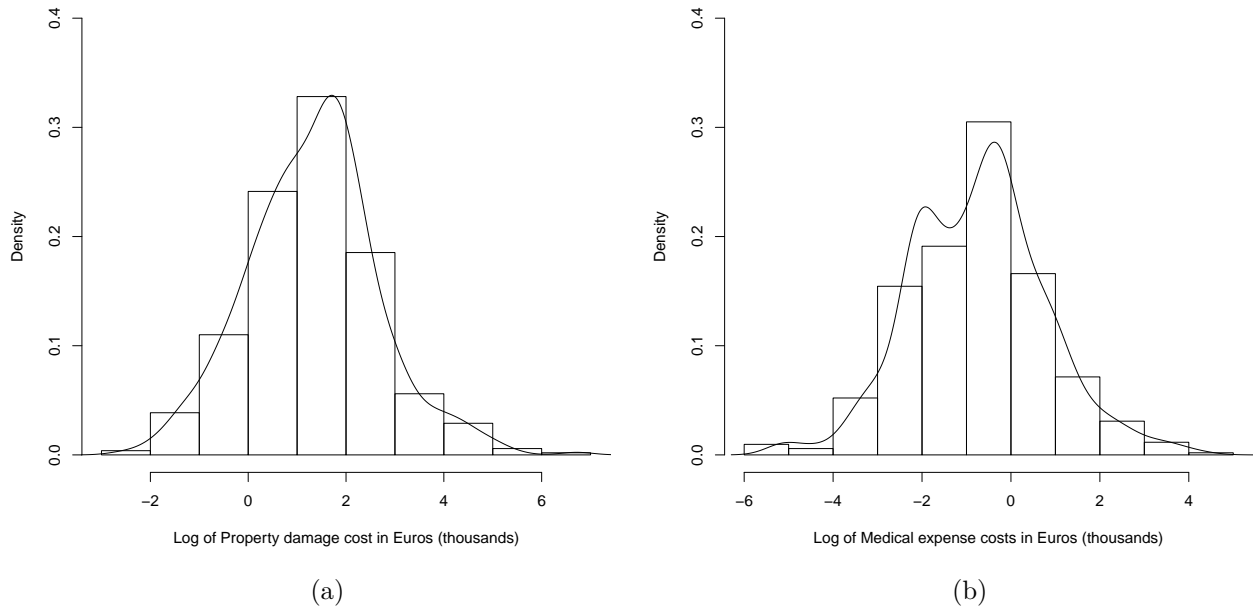 0.0 0.1 0.2 0.3 0.4
Density
−2 0 2 4 6
Log of Property damage cost in Euros (thousands)
(a)
0.0 0.1 0.2 0.3 0.4
Density
−6 −4 −2 0 2 4
Log of Medical expense costs in Euros (thousands)
(b)